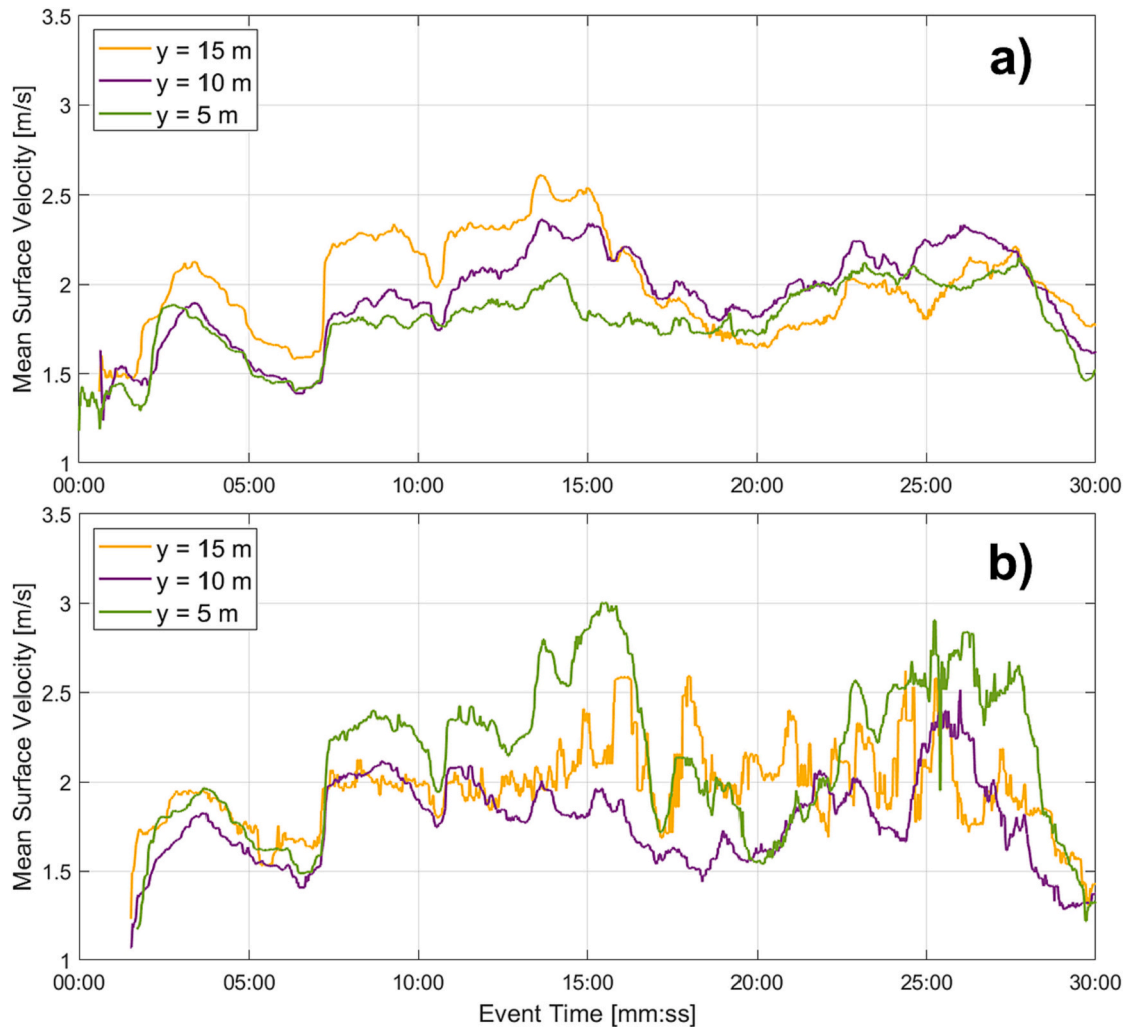 3.5
3
2.5
2
1.5
1
Mean Surface Velocity [m/s]
y = 15 m
y = 10 m
y = 5 m
a)
00:00 05:00 10:00 15:00 20:00 25:00 30:00
3.5
3
2.5
2
1.5
1
Mean Surface Velocity [m/s]
y = 15 m
y = 10 m
y = 5 m
b)
00:00 05:00 10:00 15:00 20:00 25:00 30:00
Event Time [mm:ss]